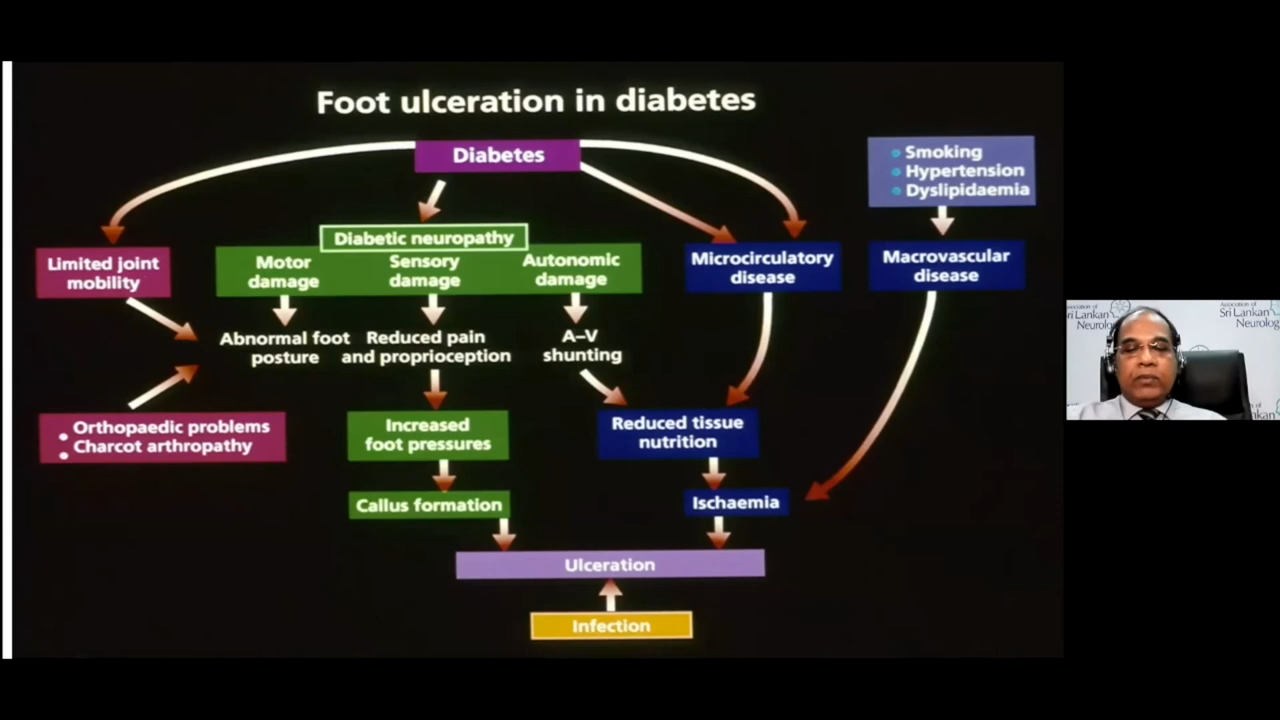 Foot ulceration in diabetes
Diabetes
Smoking
Hypertension
Dyslipidaemia
Diabetic neuropathy
Limited joint
mobility
Motor
damage
Sensory
damage
Autonomic
damage
Microcirculatory
disease
Macrovascular
disease
Abnormal foot
posture
Reduced pain
and proprioception
A–V
shunting
Orthopaedic problems
Charcot arthropathy
Increased
foot pressures
Reduced tissue
nutrition
Callus formation
Ischaemia
Ulceration
Infection
Association of
Sri Lankan
Neurolog